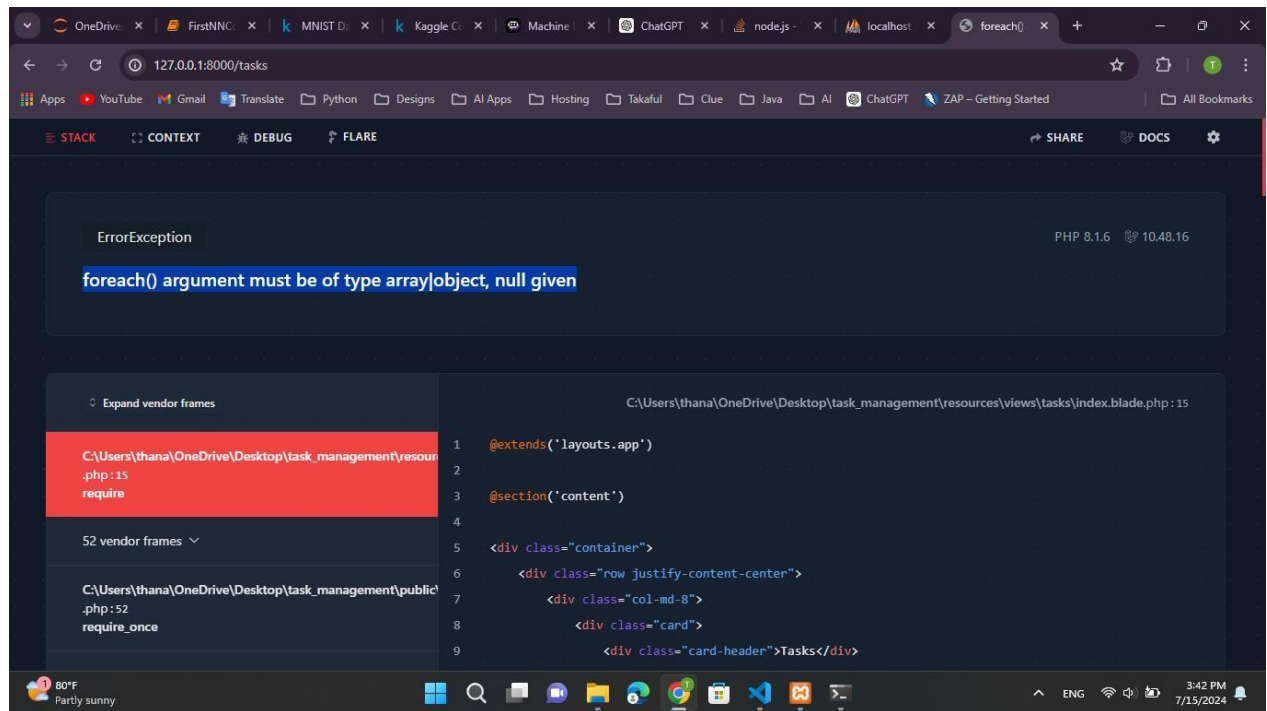 OneDrive, FirstNNC MNIST D Kaggle C Machine ChatGPT node.js - localhost foreach()
127.0.0.1:8000/tasks
Apps YouTube Gmail Translate Python Designs AI Apps Hosting Takaful Clue Java AI ChatGPT ZAP – Getting Started All Bookmarks
STACK CONTEXT DEBUG FLARE SHARE DOCS
ErrorException PHP 8.1.6 10.48.16
foreach() argument must be of type array|object, null given
Expand vendor frames
C:\Users\thana\OneDrive\Desktop\task_management\resour
.php:15
require
52 vendor frames
C:\Users\thana\OneDrive\Desktop\task_management\public\
.php:52
require_once
C:\Users\thana\OneDrive\Desktop\task_management\resources\views\tasks\index.blade.php:15
1 @extends('layouts.app')
2
3 @section('content')
4
5 <div class="container">
6 <div class="row justify-content-center">
7 <div class="col-md-8">
8 <div class="card">
9 <div class="card-header">Tasks</div>
1 80°F
Partly sunny
ENG
3:42 PM
7/15/2024